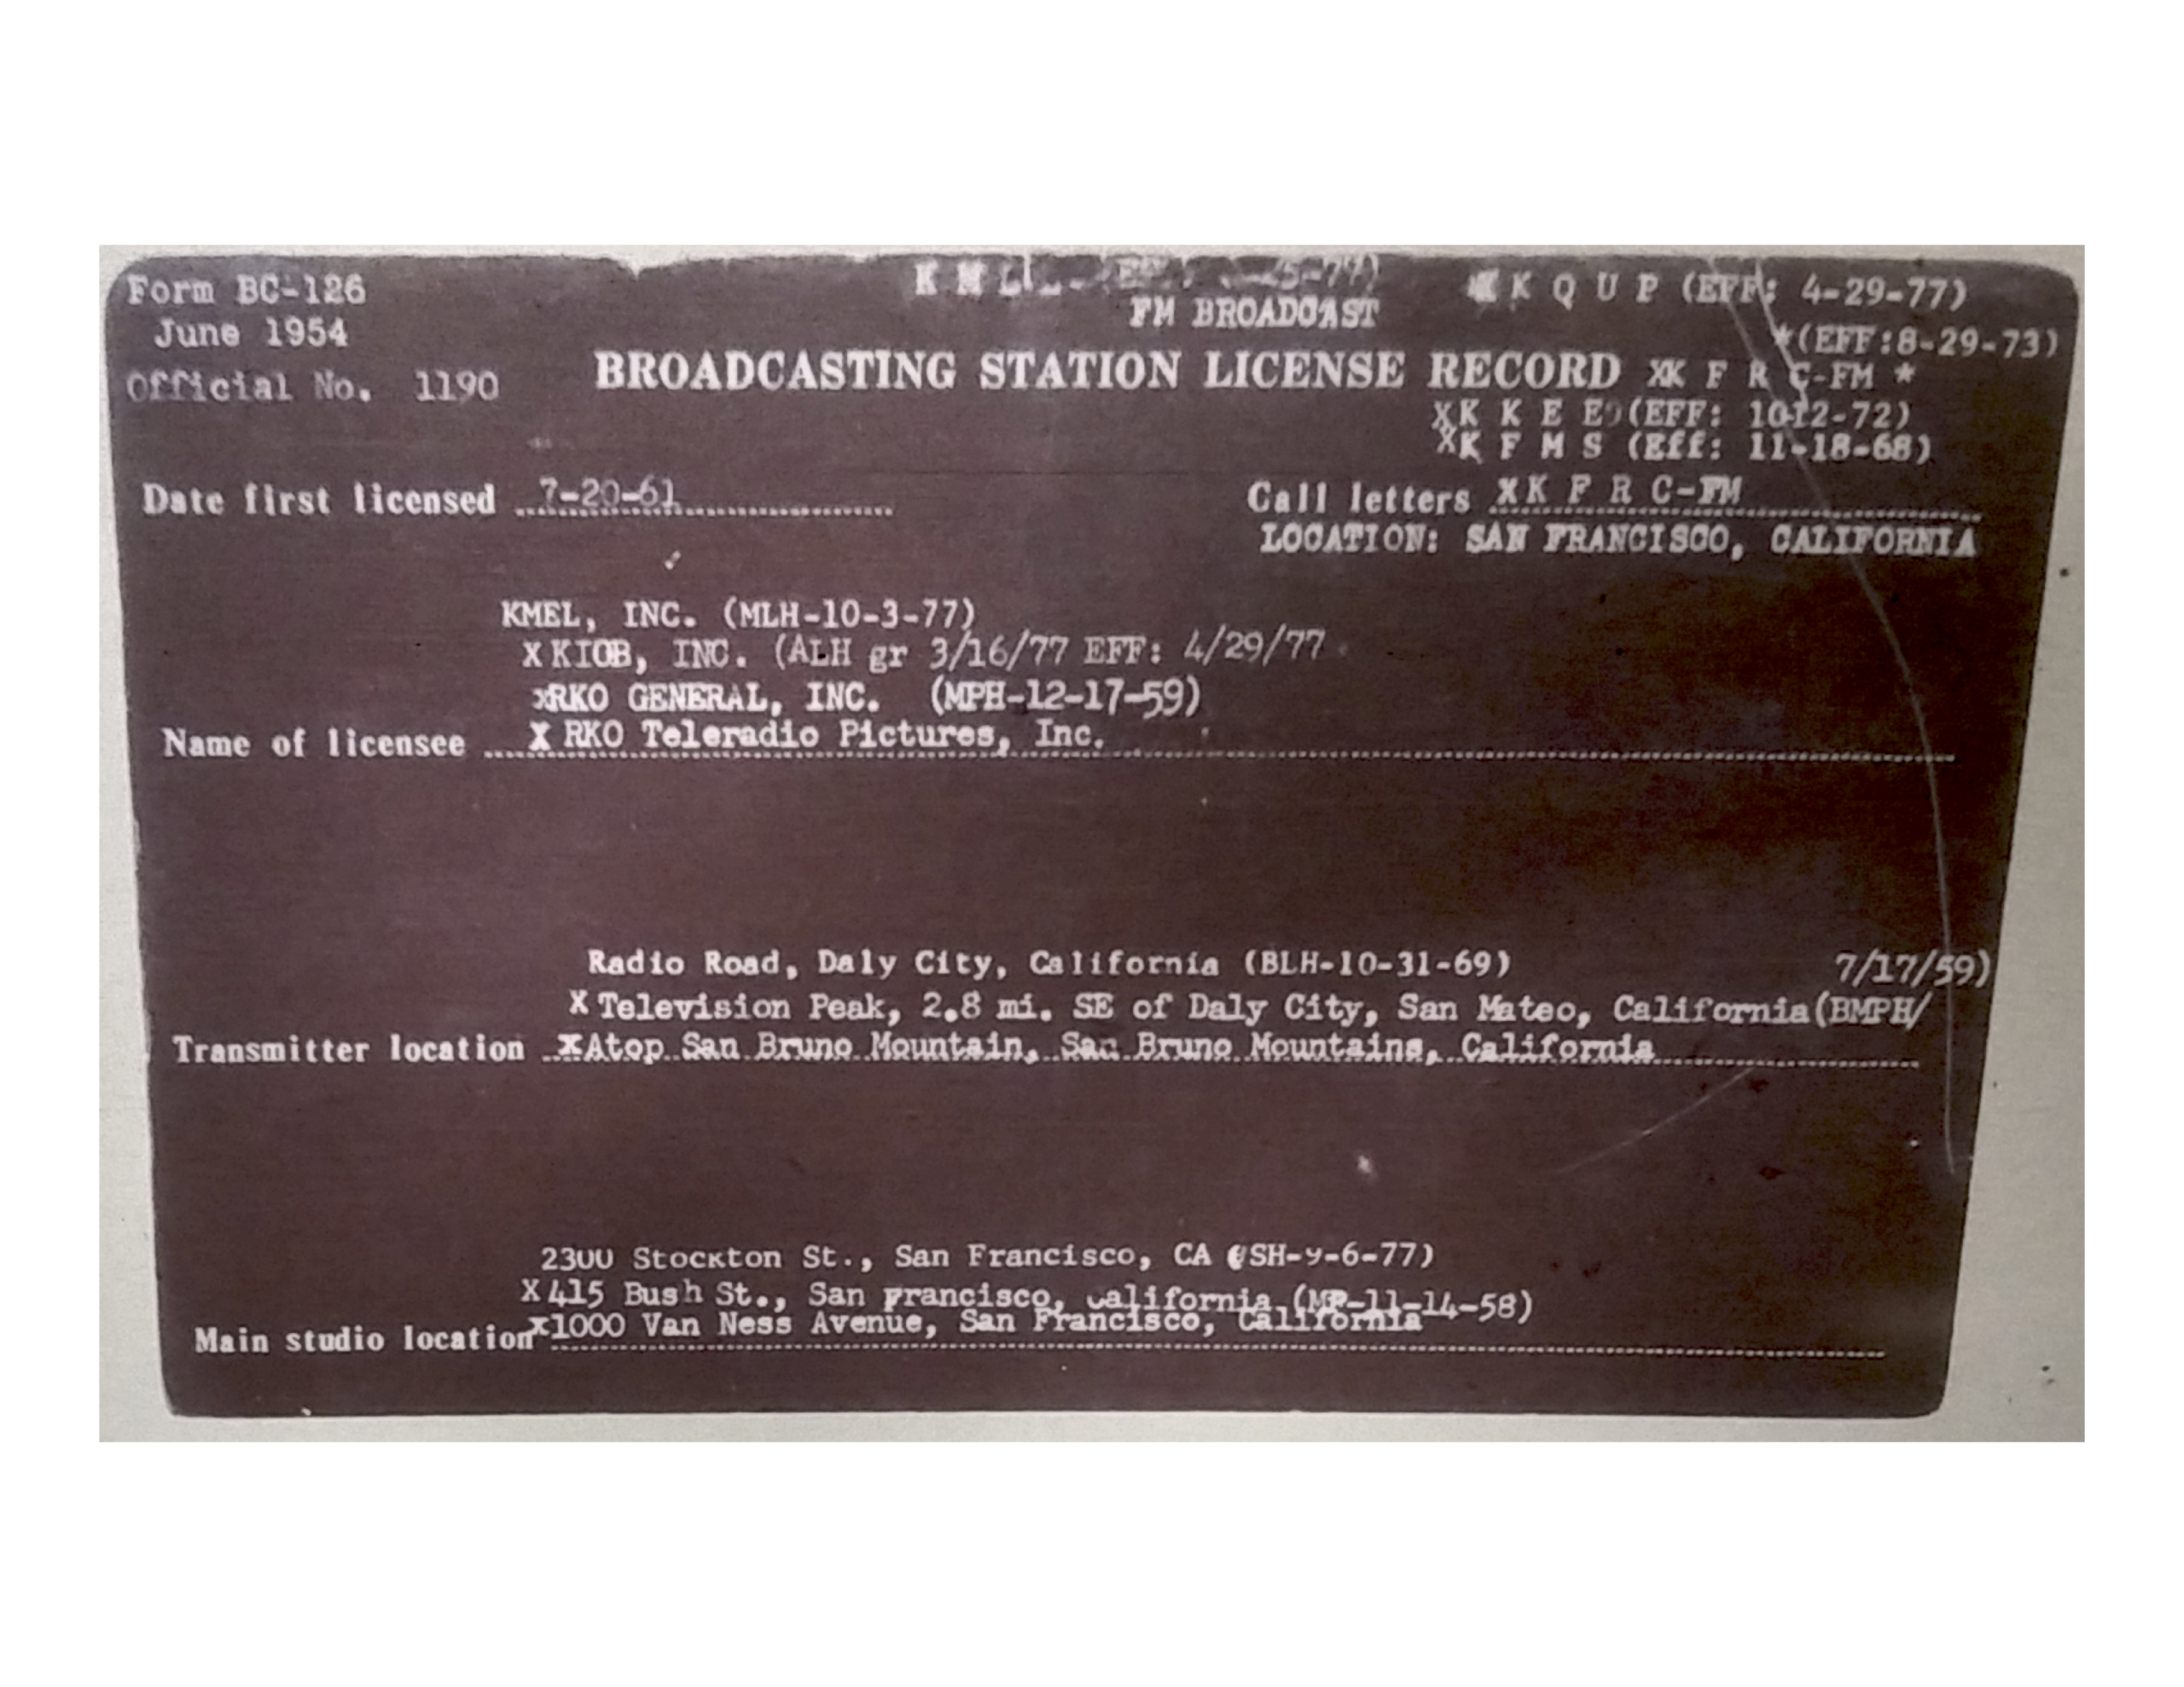 Form BC-126
June 1954
Official No. 1190
FM BROADCAST
K Q U P (EFF: 4-29-77)
*(EFF:8-29-73)
BROADCASTING STATION LICENSE RECORD XK F R C-FM *
XK K E E (EFF: 10-12-72)
XK F M S (Eff: 11-18-68)
Date first licensed 7-20-61
Call letters XK F R C-FM
LOCATION: SAN FRANCISCO, CALIFORNIA
KMEL, INC. (MLH-10-3-77)
X KIOB, INC. (ALH gr 3/16/77 EFF: 4/29/77
XRKO GENERAL, INC. (MPH-12-17-59)
Name of licensee X RKO Teleradio Pictures, Inc.
Radio Road, Daly City, California (BLH-10-31-69) 7/17/59)
X Television Peak, 2.8 mi. SE of Daly City, San Mateo, California(BMPH/
Transmitter location XAtop San Bruno Mountain, San Bruno Mountains, California
2300 Stockton St., San Francisco, CA
X 415 Bush St., San Francisco, California (MP-11-14-58)
Main studio location X1000 Van Ness Avenue, San Francisco, California